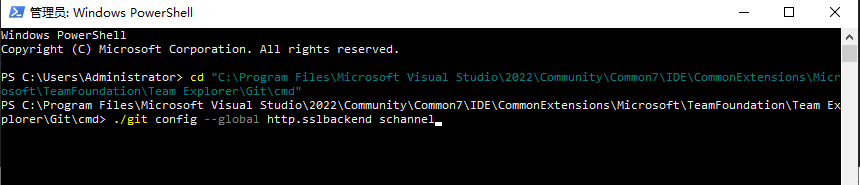 管理员: Windows PowerShell
Windows PowerShell
Copyright (C) Microsoft Corporation. All rights reserved.
PS C:\Users\Administrator> cd "C:\Program Files\Microsoft Visual Studio\2022\Community\Common7\IDE\CommonExtensions\Micr
osoft\TeamFoundation\Team Explorer\Git\cmd"
PS C:\Program Files\Microsoft Visual Studio\2022\Community\Common7\IDE\CommonExtensions\Microsoft\TeamFoundation\Team Ex
plorer\Git\cmd> ./git config --global http.sslbackend schannel